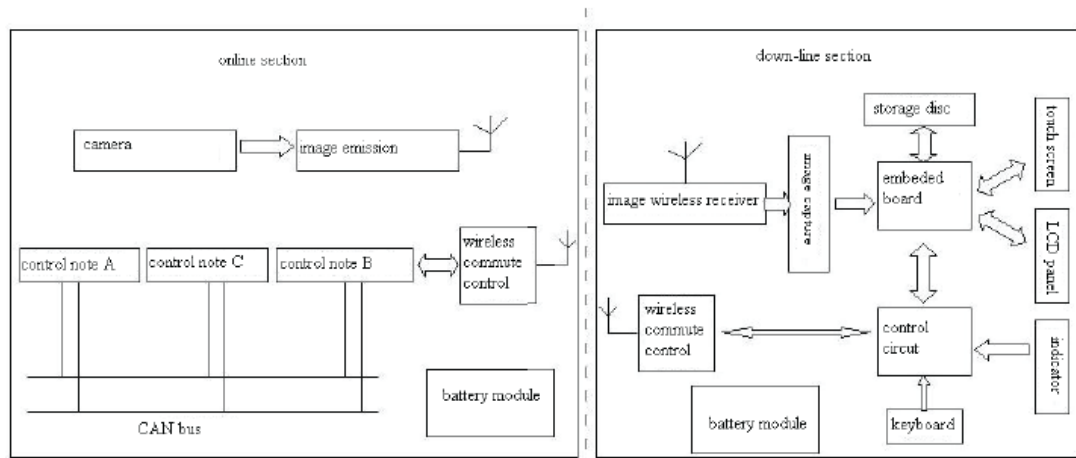 online section
camera
image emission
control note A
control note C
control note B
wireless
commute
control
battery module
CAN bus
down-line section
storage disc
touch screen
image wireless receiver
image capture
embeded
board
LCD panel
wireless
commute
control
control
circut
indicator
battery module
keyboard